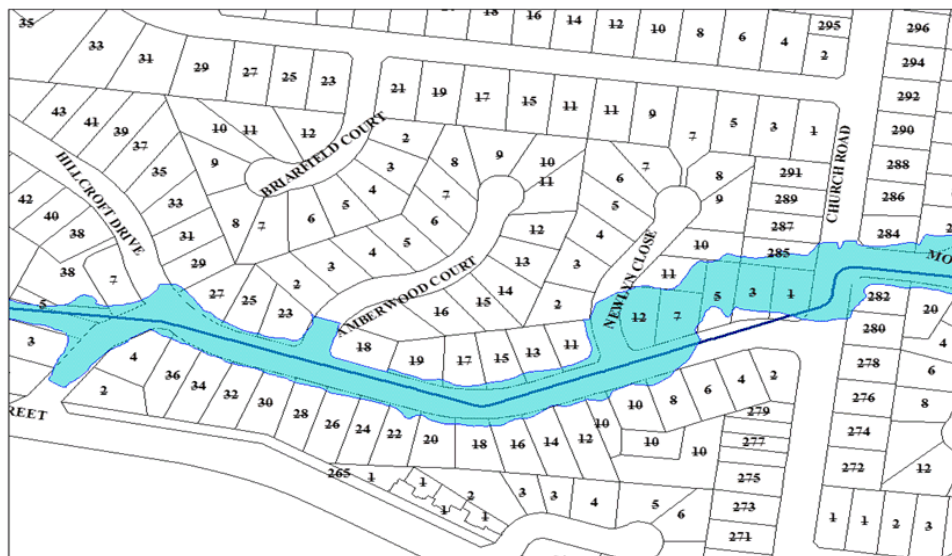 35 18 16 14 12 10 8 6 4 295 296
33 31 29 27 25 23 2 294
21 19 17 15 11 11 9 7 5 3 1 292
43 41 39 37 35 10 11 12 2 290
BRIARFIELD COURT
CHURCH ROAD
9 3 8 9 10 11 7 6 8 291 288
HILLCROFT DRIVE
42 40 38 33 31 29 8 7 6 5 4 7 6 5 9 289 286
38 7 27 25 23 2 3 4 5 12 13 4 3 10 287 284
AMBERWOOD COURT
NEWLYN CLOSE
285
MO
5 16 15 14 2 11 5 3 1 282 20
3 4 18 19 17 15 13 11 12 7 280 4
2 36 34 32 30 28 26 24 22 20 18 16 14 12 10 10 8 6 4 2 278 6
REET
276 8
279 274
10 10 277 272 12
265 1 1 2 1 1 3 3 4 5 6 275 273 271 1 1 2 3